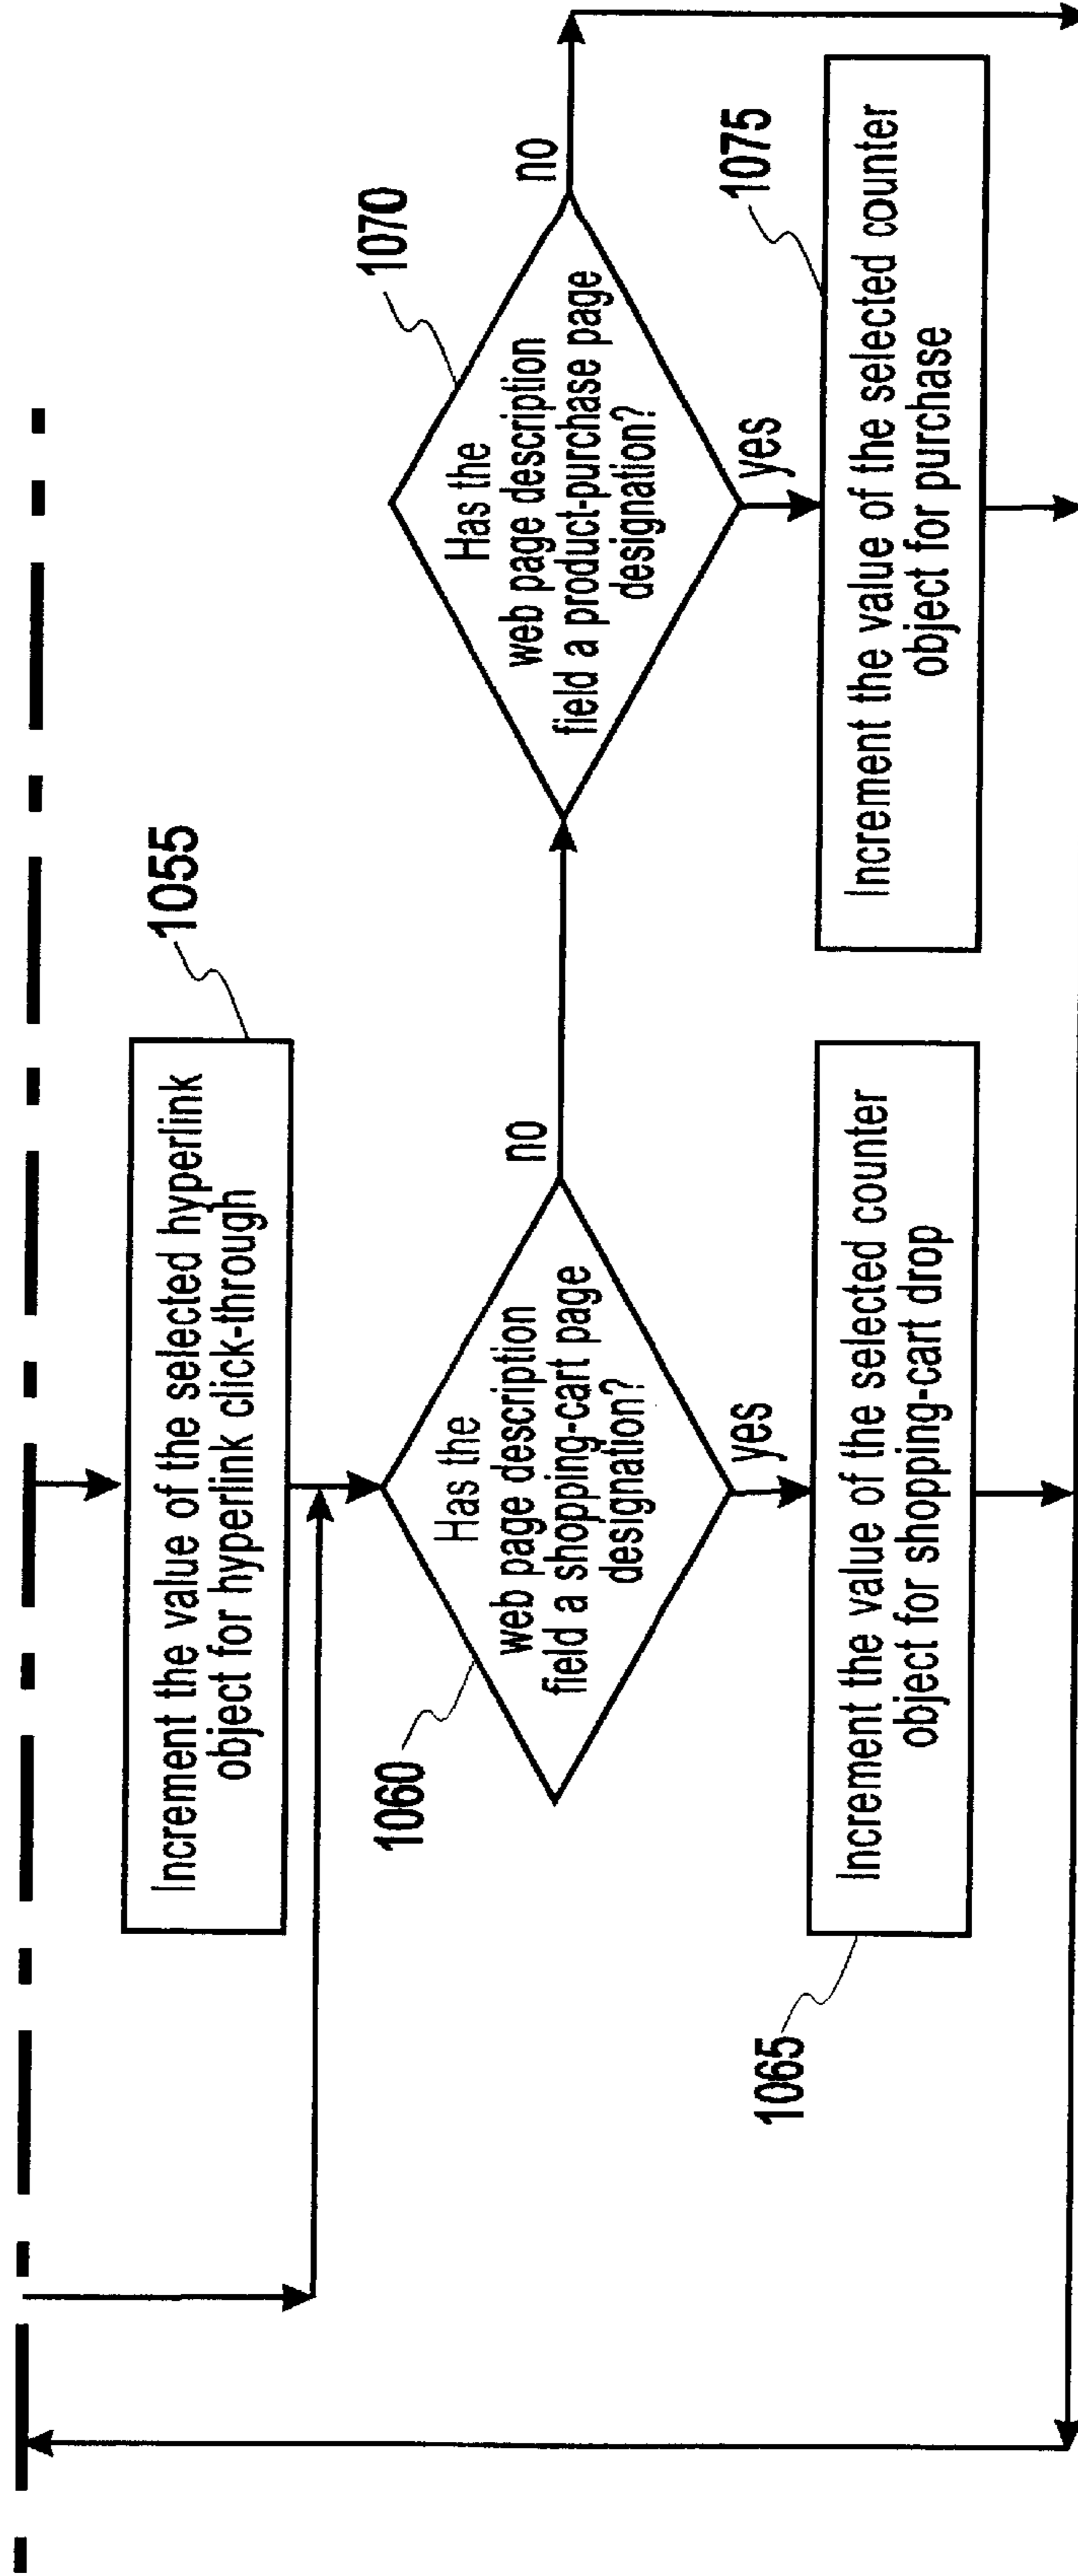 1055
Increment the value of the selected hyperlink
object for hyperlink click-through
1060
Has the
web page description
field a shopping-cart page
designation?
no
yes
1065
Increment the value of the selected counter
object for shopping-cart drop
1070
Has the
web page description
field a product-purchase page
designation?
no
yes
1075
Increment the value of the selected counter
object for purchase